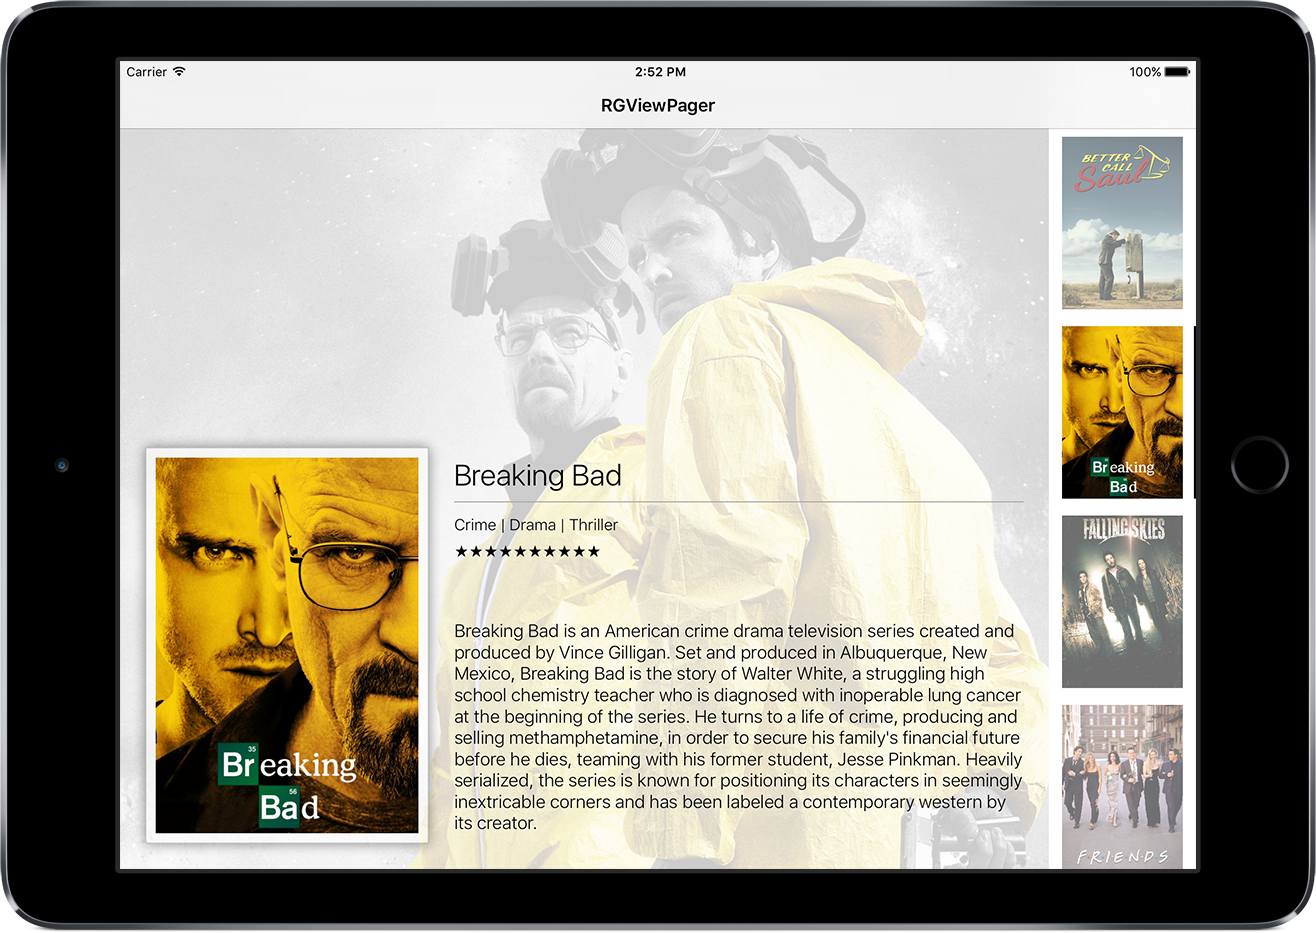 Carrier
2:52 PM
100%
RGViewPager
BETTER
CALL
Saul
Breaking
Bad
FALLING SKIES
FRIENDS
35
Breaking
56
Bad
Breaking Bad
Crime | Drama | Thriller
★★★★★★★★★★
Breaking Bad is an American crime drama television series created and
produced by Vince Gilligan. Set and produced in Albuquerque, New
Mexico, Breaking Bad is the story of Walter White, a struggling high
school chemistry teacher who is diagnosed with inoperable lung cancer
at the beginning of the series. He turns to a life of crime, producing and
selling methamphetamine, in order to secure his family's financial future
before he dies, teaming with his former student, Jesse Pinkman. Heavily
serialized, the series is known for positioning its characters in seemingly
inextricable corners and has been labeled a contemporary western by
its creator.